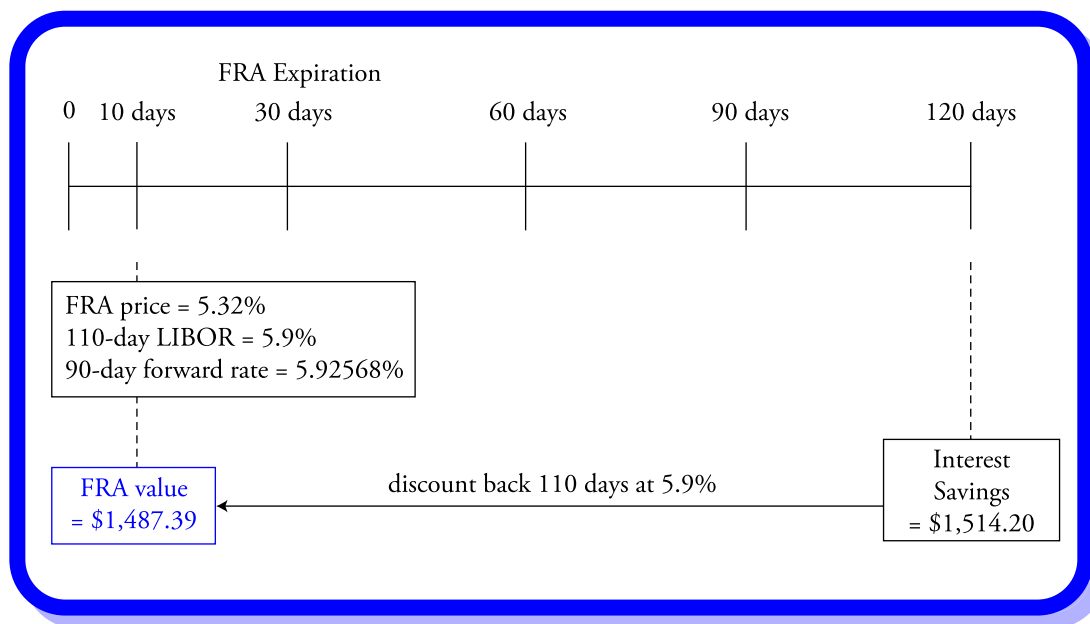 FRA Expiration
0 10 days 30 days 60 days 90 days 120 days
FRA price = 5.32%
110-day LIBOR = 5.9%
90-day forward rate = 5.92568%
FRA value
= $1,487.39
discount back 110 days at 5.9%
Interest
Savings
= $1,514.20